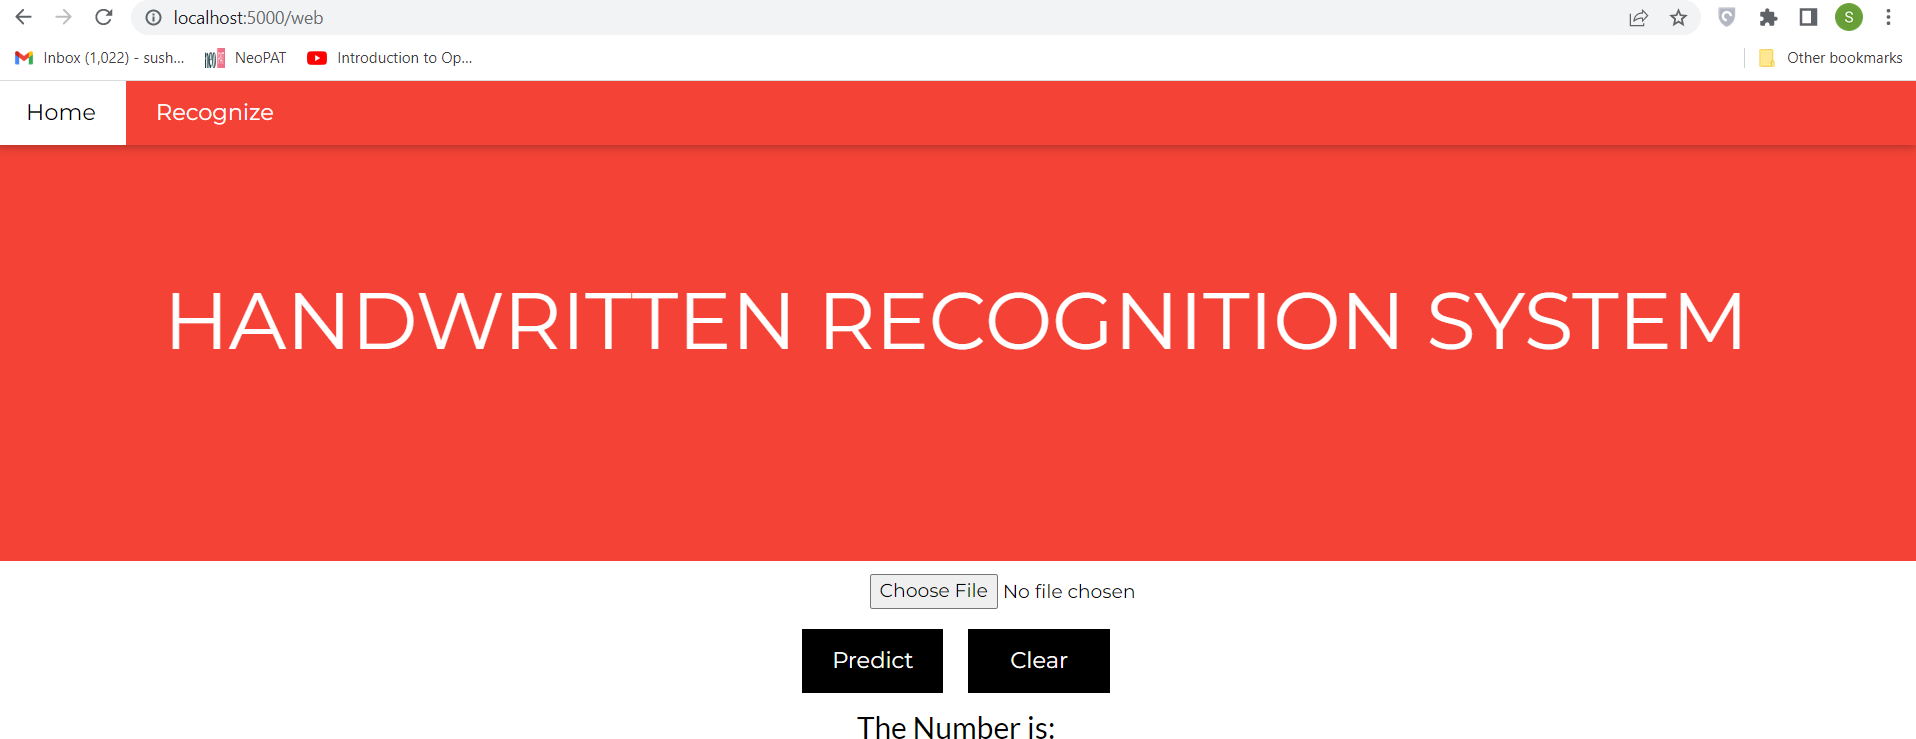 localhost:5000/web
S
Inbox (1,022) - sush... NeoPAT Introduction to Op... Other bookmarks
Home Recognize
HANDWRITTEN RECOGNITION SYSTEM
Choose File No file chosen
Predict Clear
The Number is: